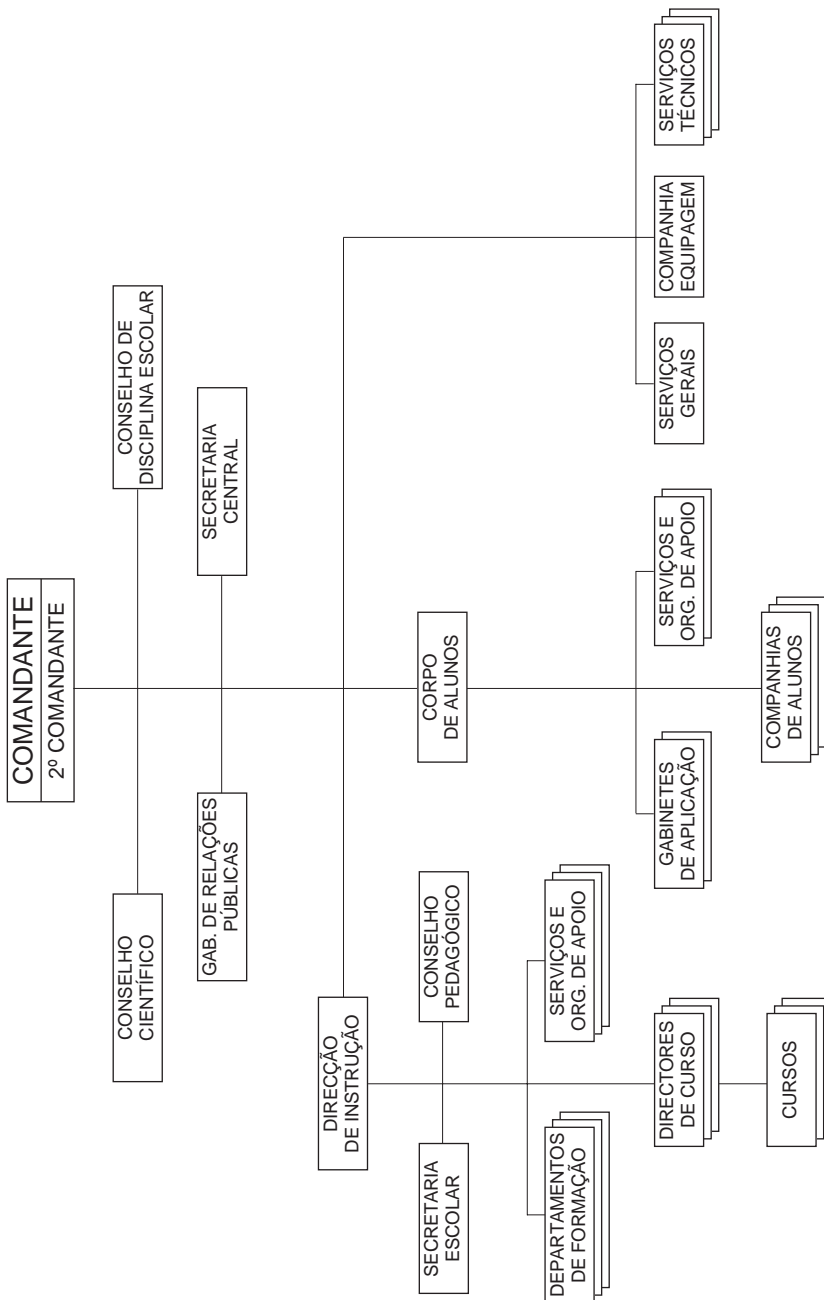 COMANDANTE
2º COMANDANTE
CONSELHO
CIENTÍFICO
CONSELHO DE
DISCIPLINA ESCOLAR
GAB. DE RELAÇÕES
PÚBLICAS
SECRETARIA
CENTRAL
DIRECÇÃO
DE INSTRUÇÃO
SECRETARIA
ESCOLAR
CONSELHO
PEDAGÓGICO
CORPO
DE ALUNOS
DEPARTAMENTOS
DE FORMAÇÃO
SERVIÇOS E
ORG. DE APOIO
DIRECTORES
DE CURSO
GABINETES
DE APLICAÇÃO
SERVIÇOS E
ORG. DE APOIO
SERVIÇOS
GERAIS
COMPANHIA
EQUIPAGEM
SERVIÇOS
TÉCNICOS
CURSOS
COMPANHIAS
DE ALUNOS